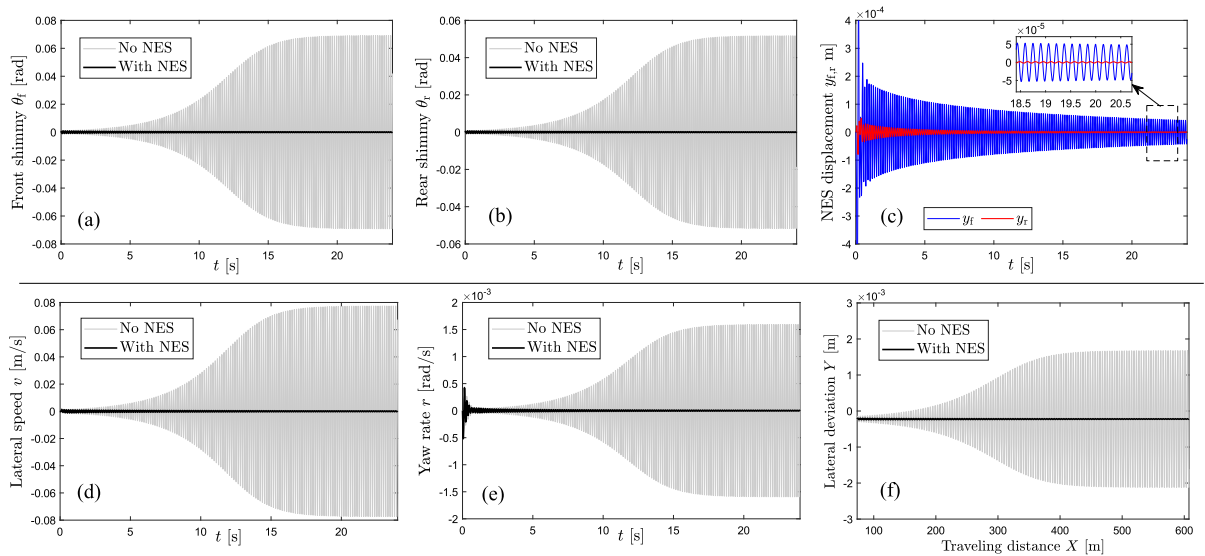 0.08
0.06
0.04
0.02
0
-0.02
-0.04
-0.06
-0.08
Front shimmy θf [rad]
No NES
With NES
(a)
0 5 10 15 20
t [s]
0.06
0.04
0.02
0
-0.02
-0.04
-0.06
Rear shimmy θr [rad]
No NES
With NES
(b)
0 5 10 15 20
t [s]
×10-4
4
3
2
1
0
-1
-2
-3
-4
NES displacement yf,r m
×10-5
5
0
-5
18.5 19 19.5 20 20.5
(c)
yf yr
0 5 10 15 20
t [s]
0.08
0.06
0.04
0.02
0
-0.02
-0.04
-0.06
-0.08
Lateral speed v [m/s]
No NES
With NES
(d)
0 5 10 15 20
t [s]
×10-3
2
1.5
1
0.5
0
-0.5
-1
-1.5
-2
Yaw rate r [rad/s]
No NES
With NES
(e)
0 5 10 15 20
t [s]
×10-3
3
2
1
0
-1
-2
-3
Lateral deviation Y [m]
No NES
With NES
(f)
100 200 300 400 500 600
Traveling distance X [m]